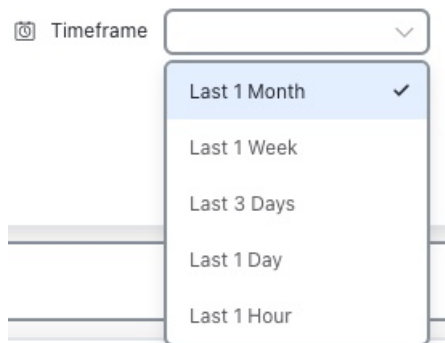 Timeframe
Last 1 Month
Last 1 Week
Last 3 Days
Last 1 Day
Last 1 Hour